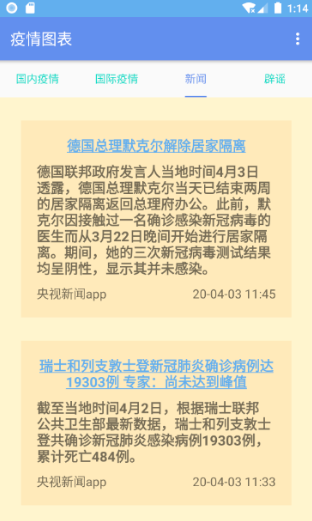 1:14
疫情图表
国内疫情 国际疫情 新闻 辟谣
德国总理默克尔解除居家隔离
德国联邦政府发言人当地时间4月3日
透露，德国总理默克尔当天已结束两周
的居家隔离返回总理府办公。此前，默
克尔因接触过一名确诊感染新冠病毒的
医生而从3月22日晚间开始进行居家隔
离。期间，她的三次新冠病毒测试结果
均呈阴性，显示其并未感染。
央视新闻app 20-04-03 11:45
瑞士和列支敦士登新冠肺炎确诊病例达
19303例 专家：尚未达到峰值
截至当地时间4月2日，根据瑞士联邦
公共卫生部最新数据，瑞士和列支敦士
登共确诊新冠肺炎感染病例19303例，
累计死亡484例。
央视新闻app 20-04-03 11:33